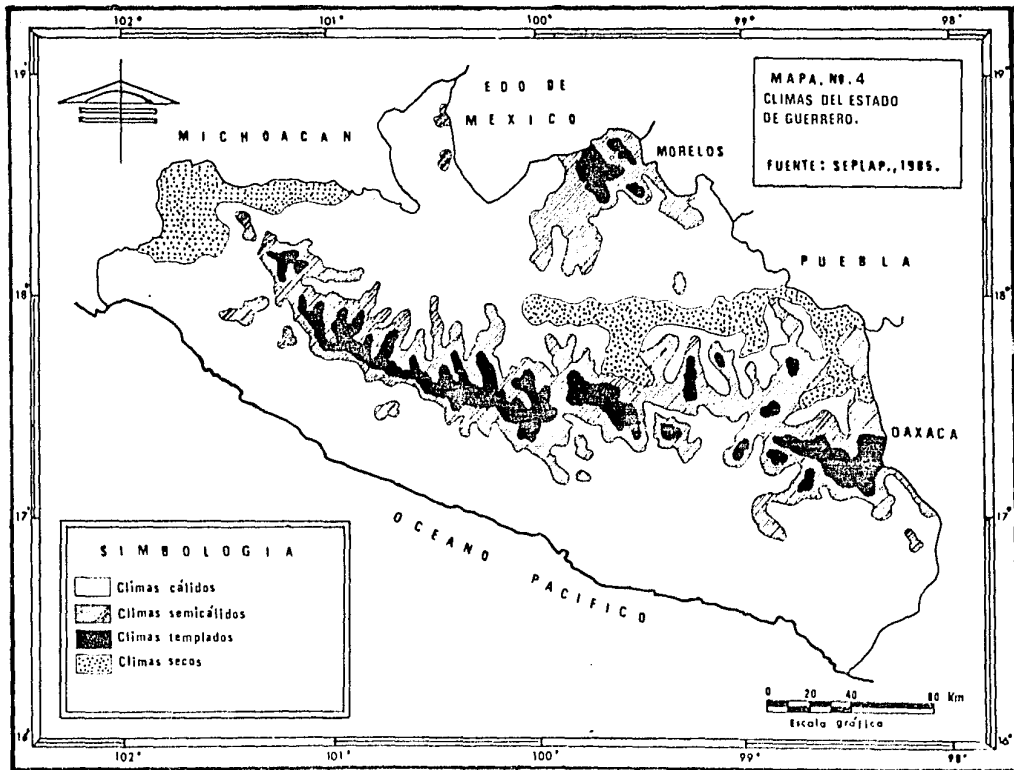 102°
101°
100°
99°
98°
19°
19°
MAPA. Nº. 4
CLIMAS DEL ESTADO
DE GUERRERO.
FUENTE: SEPLAP., 1985.
EDO DE
MEXICO
MICHOACAN
MORELOS
PUEBLA
18°
18°
OAXACA
17°
17°
OCEANO PACIFICO
SIMBOLOGIA
Climas cálidos
Climas semicálidos
Climas templados
Climas secos
0 20 40 80 Km
Escala gráfica
16°
16°
102°
101°
100°
99°
98°